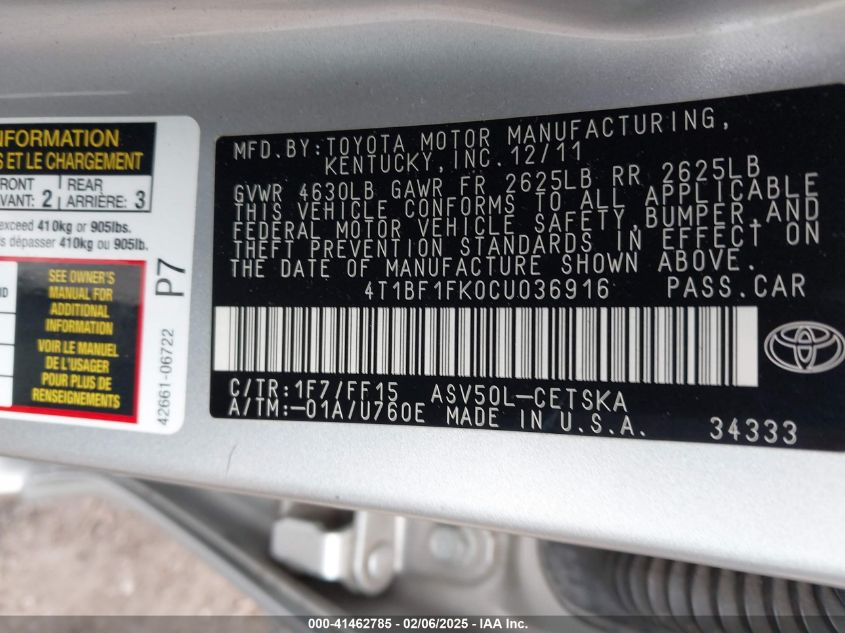 NFORMATION
S ET LE CHARGEMENT
FRONT
VANT: 2
REAR
ARRIÈRE: 3
exceed 410kg or 905lbs.
s dépasser 410kg ou 905lb.
SEE OWNER'S
MANUAL FOR
ADDITIONAL
INFORMATION
VOIR LE MANUEL
DE L'USAGER
POUR PLUS DE
RENSEIGNEMENTS
P7
42661-06722
MFD.BY:TOYOTA MOTOR MANUFACTURING,
KENTUCKY,INC.12/11
GVWR 4630LB GAWR FR 2625LB RR 2625LB
THIS VEHICLE CONFORMS TO ALL APPLICABLE
FEDERAL MOTOR VEHICLE SAFETY,BUMPER,AND
THEFT PREVENTION STANDARDS IN EFFECT ON
THE DATE OF MANUFACTURE SHOWN ABOVE.
4T1BF1FK0CU036916 PASS.CAR
C/TR:1F7/FF15 ASV50L-CETSKA
A/TM:-01A/U760E MADE IN U.S.A. 34333
000-41462785 - 02/06/2025 - IAA Inc.